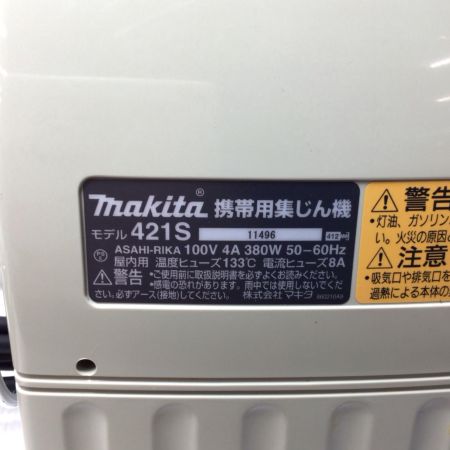 makita® 携帯用集じん機
モデル 421S 11496
ASAHI-RIKA 100V 4A 380W 50-60Hz
屋内用 温度ヒューズ133℃ 電流ヒューズ8A
警告 •ご使用前に取扱説明書を必ずよくお読みください。
•感電の恐れがあります。雨中では使用しないでくだ
さい。必ずアース(接地)してください。 株式会社 マキタ
警告
•灯油、ガソリン
い。火災の原因と
注意
•吸気口や排気口を
過熱による本体の